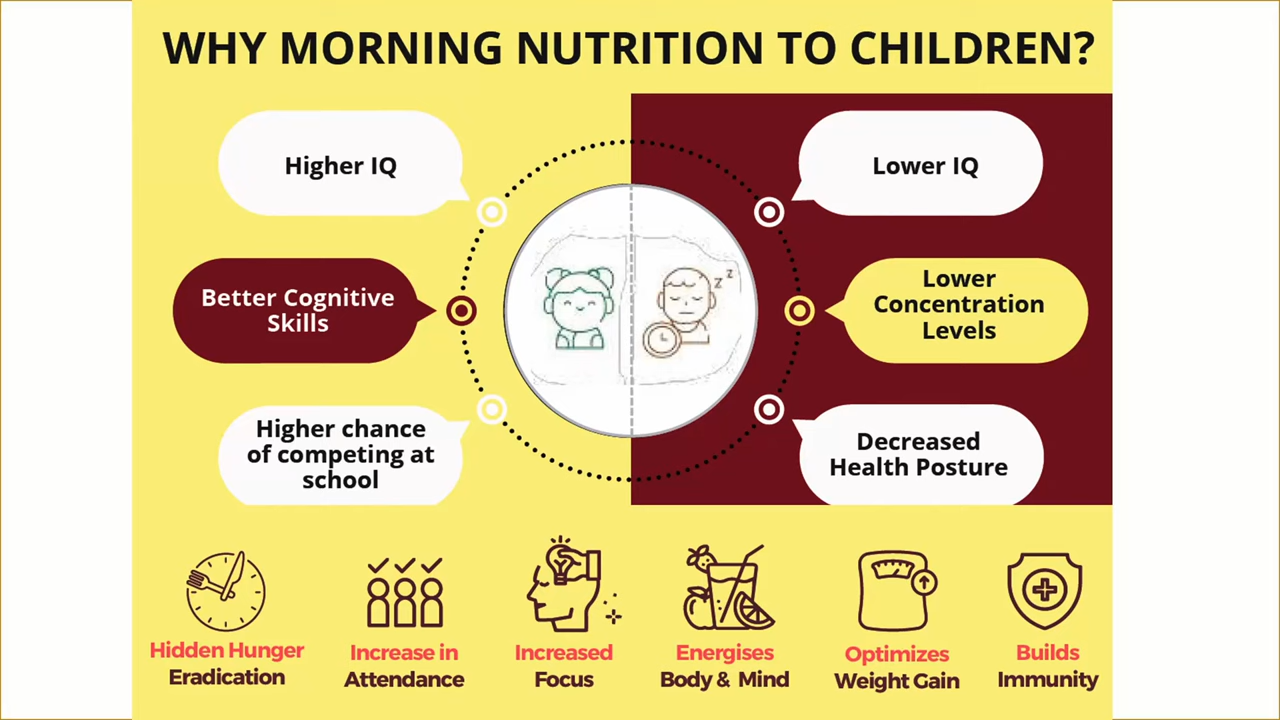 WHY MORNING NUTRITION TO CHILDREN?
Higher IQ
Better Cognitive
Skills
Higher chance
of competing at
school
Lower IQ
Lower
Concentration
Levels
Decreased
Health Posture
z z z
Hidden Hunger
Eradication
Increase in
Attendance
Increased
Focus
Energises
Body & Mind
Optimizes
Weight Gain
Builds
Immunity